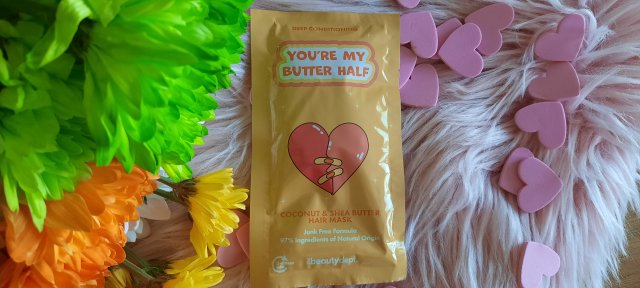 DEEP CONDITIONING
YOU'RE MY
BUTTER HALF
COCONUT & SHEA BUTTER
HAIR MASK
Junk Free Formula
97% Ingredients of Natural Origin
thebeautydept.